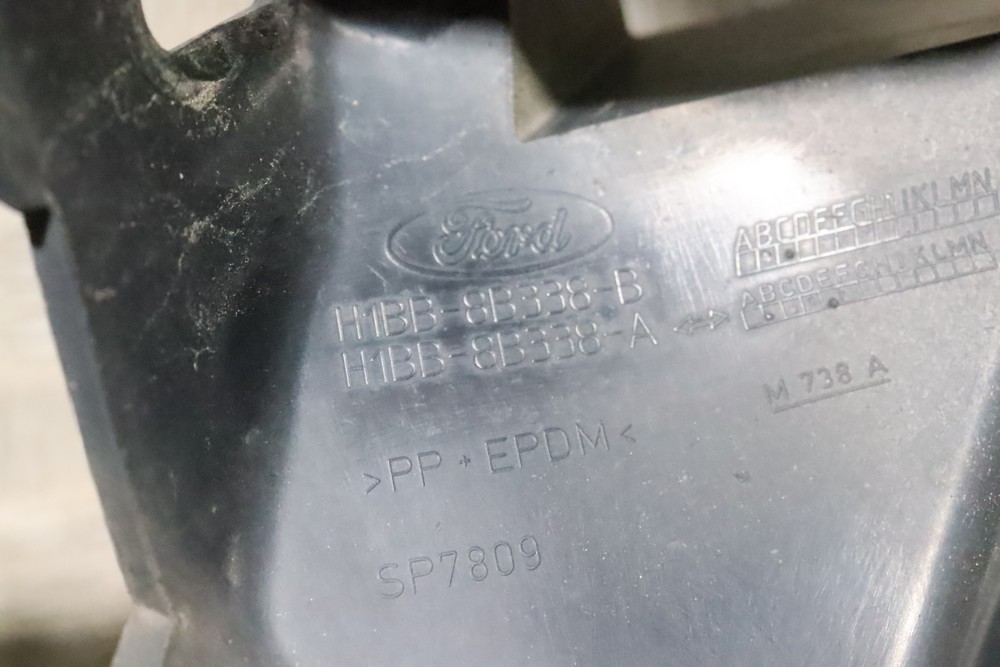 Ford
H1BB-8B338-B
H1BB-8B338-A ⇔
ABCDEFGHIJKLMN
ABCDEFGHIJKLMN
M 738 A
>PP + EPDM<
SP7809